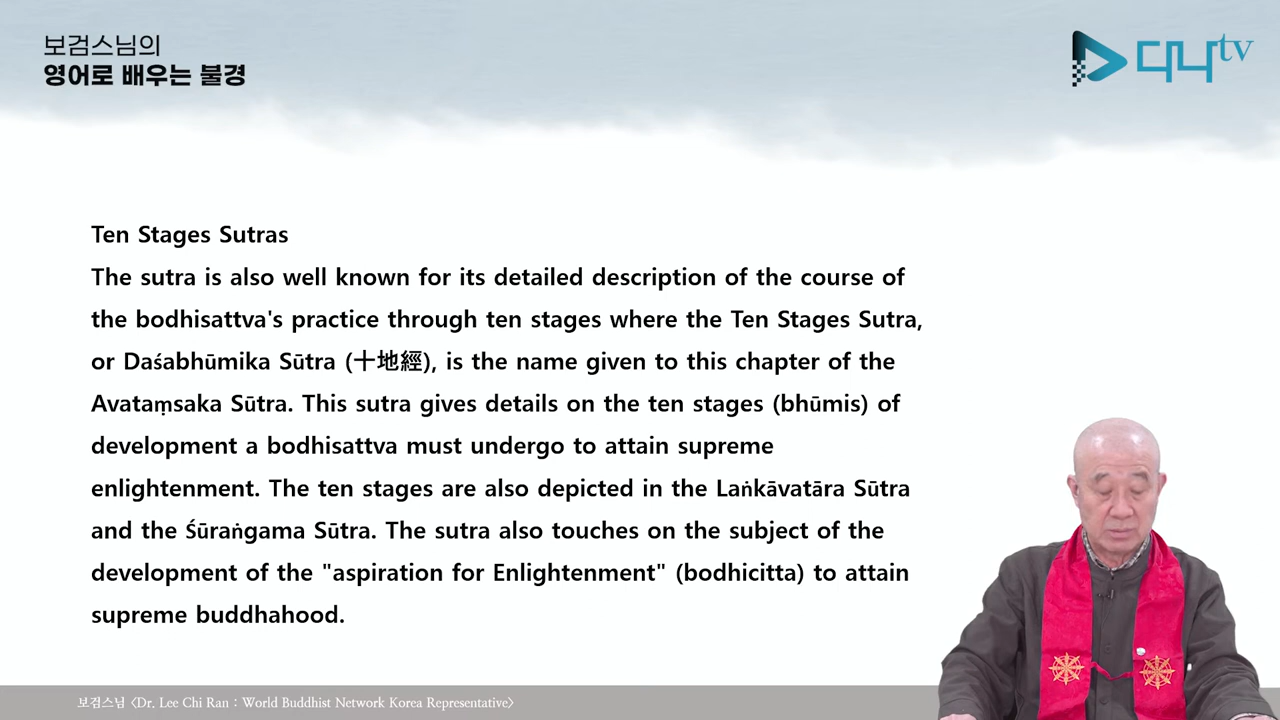 보검스님의
영어로 배우는 불경
다나tv
Ten Stages Sutras
The sutra is also well known for its detailed description of the course of
the bodhisattva's practice through ten stages where the Ten Stages Sutra,
or Daśabhūmika Sūtra (十地經), is the name given to this chapter of the
Avataṃsaka Sūtra. This sutra gives details on the ten stages (bhūmis) of
development a bodhisattva must undergo to attain supreme
enlightenment. The ten stages are also depicted in the Laṅkāvatāra Sūtra
and the Śūraṅgama Sūtra. The sutra also touches on the subject of the
development of the "aspiration for Enlightenment" (bodhicitta) to attain
supreme buddhahood.
보검스님 <Dr. Lee Chi Ran : World Buddhist Network Korea Representative>